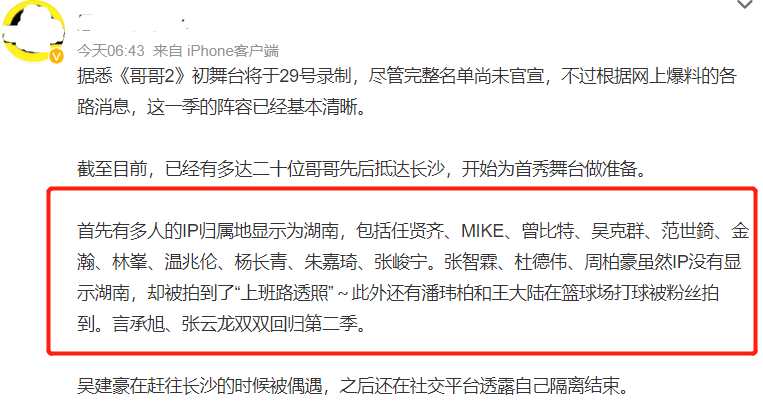 今天06:43 来自 iPhone客户端
据悉《哥哥2》初舞台将于29号录制，尽管完整名单尚未官宣，不过根据网上爆料的各
路消息，这一季的阵容已经基本清晰。
截至目前，已经有多达二十位哥哥先后抵达长沙，开始为首秀舞台做准备。
首先有多人的IP归属地显示为湖南，包括任贤齐、MIKE、曾比特、吴克群、范世錡、金
瀚、林峯、温兆伦、杨长青、朱嘉琦、张峻宁。张智霖、杜德伟、周柏豪虽然IP没有显
示湖南，却被拍到了“上班路透照”～此外还有潘玮柏和王大陆在篮球场打球被粉丝拍
到。言承旭、张云龙双双回归第二季。
吴建豪在赶往长沙的时候被偶遇，之后还在社交平台透露自己隔离结束。